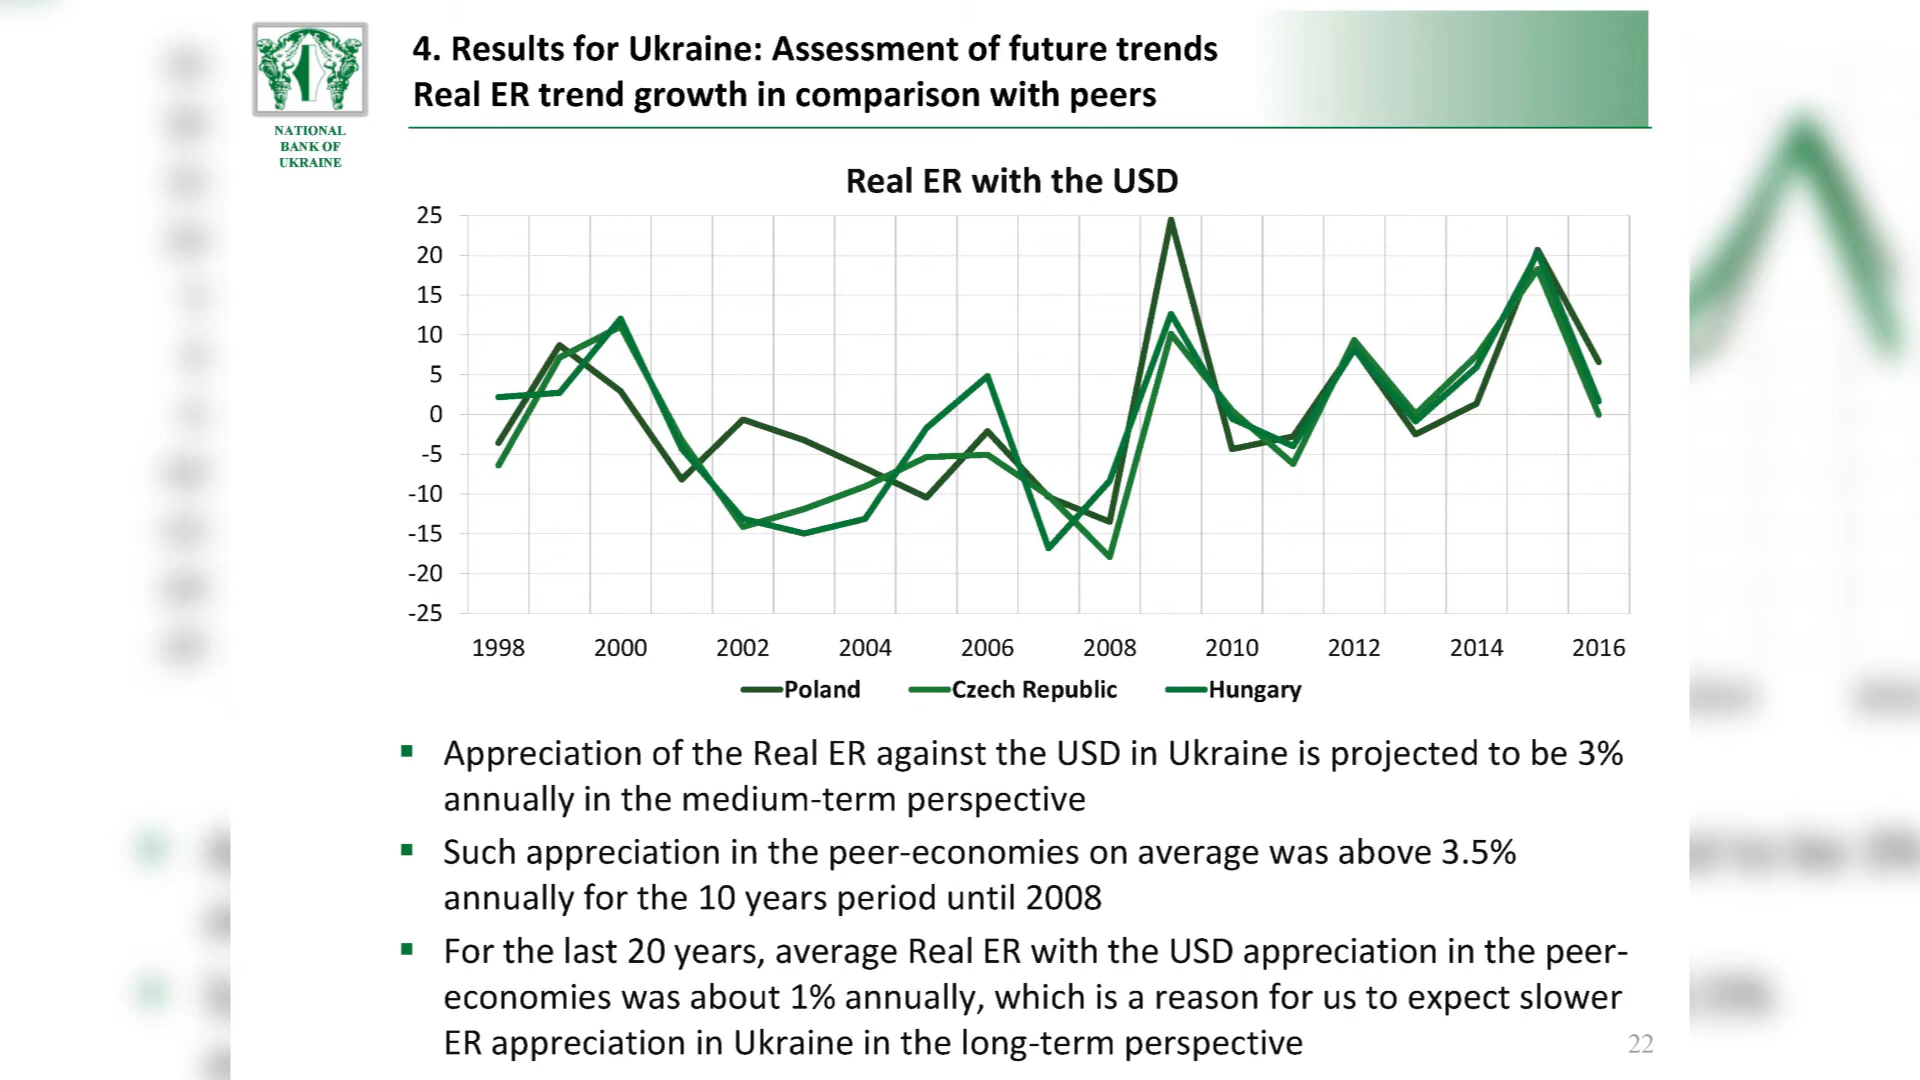 4. Results for Ukraine: Assessment of future trends
Real ER trend growth in comparison with peers
NATIONAL
BANK OF
UKRAINE
Real ER with the USD
25
20
15
10
5
0
-5
-10
-15
-20
-25
1998 2000 2002 2004 2006 2008 2010 2012 2014 2016
Poland Czech Republic Hungary
▪ Appreciation of the Real ER against the USD in Ukraine is projected to be 3%
annually in the medium-term perspective
▪ Such appreciation in the peer-economies on average was above 3.5%
annually for the 10 years period until 2008
▪ For the last 20 years, average Real ER with the USD appreciation in the peer-
economies was about 1% annually, which is a reason for us to expect slower
ER appreciation in Ukraine in the long-term perspective
22